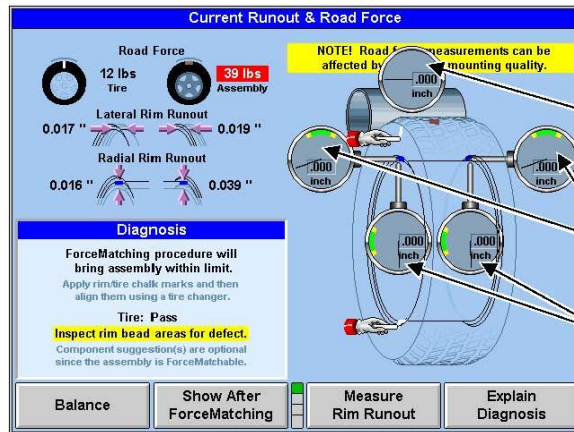 Current Runout & Road Force
Road Force
12 lbs
Tire
39 lbs
Assembly
Lateral Rim Runout
0.017 "
0.019 "
Radial Rim Runout
0.016 "
0.039 "
NOTE! Road measurements can be
affected by mounting quality.
.000
inch
.000
inch
.000
inch
.000
inch
.000
inch
Diagnosis
ForceMatching procedure will
bring assembly within limit.
Apply rim/tire chalk marks and then
align them using a tire changer.
Tire: Pass
Inspect rim bead areas for defect.
Component suggestion(s) are optional
since the assembly is ForceMatchable.
Balance
Show After
ForceMatching
Measure
Rim Runout
Explain
Diagnosis